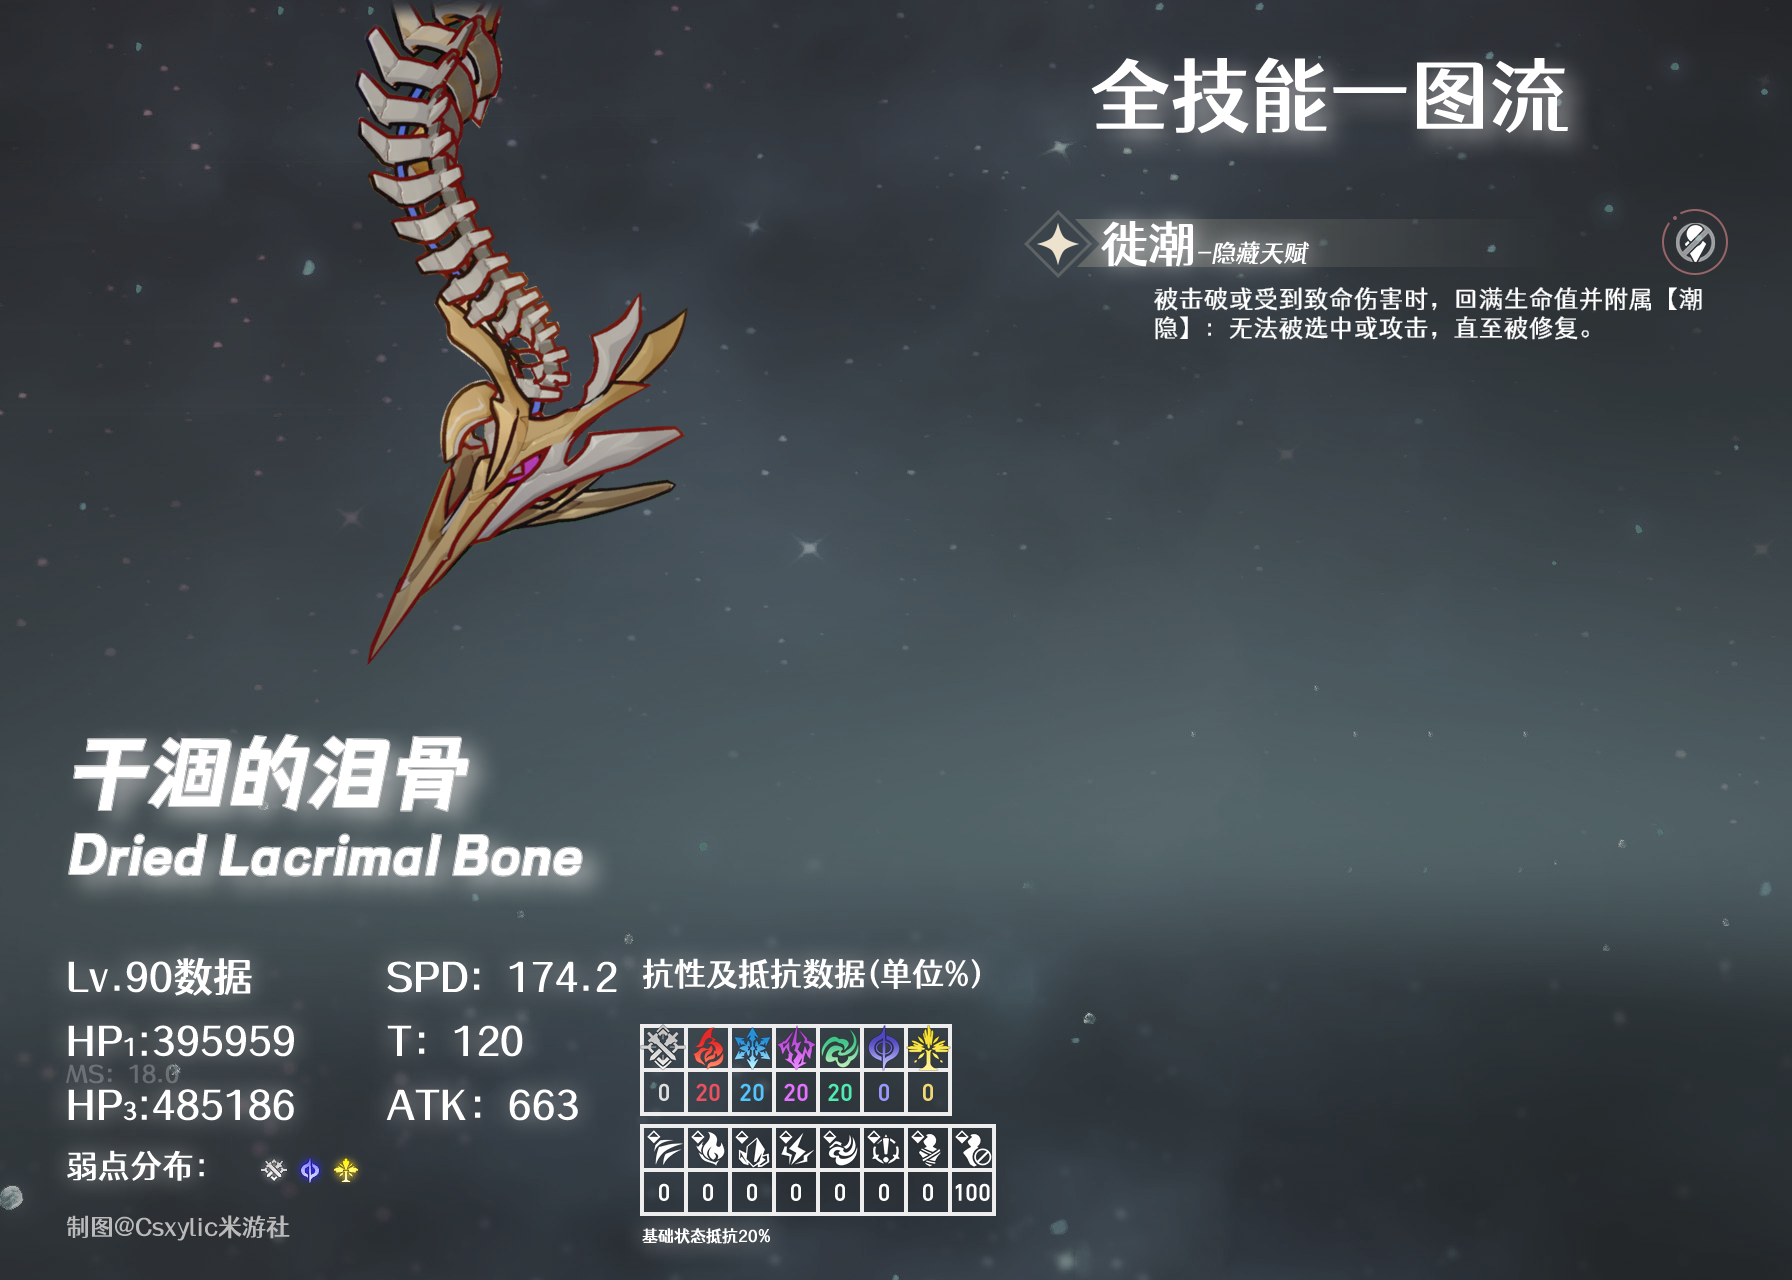 全技能一图流
徙潮-隐藏天赋
被击破或受到致命伤害时，回满生命值并附属【潮
隐】：无法被选中或攻击，直至被修复。
干涸的泪骨
Dried Lacrimal Bone
Lv.90数据
SPD: 174.2
HP1:395959
T: 120
MS: 18.0
HP3:485186
ATK: 663
弱点分布:
制图@Csxylic米游社
抗性及抵抗数据(单位%)
0 20 20 20 20 0 0
0 0 0 0 0 0 0 100
基础状态抵抗20%